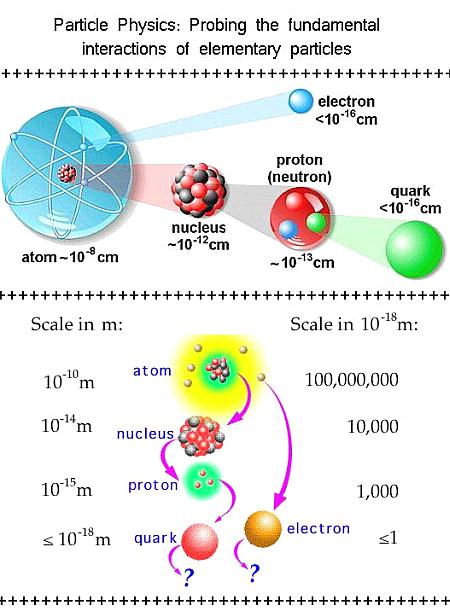 Particle Physics: Probing the fundamental
interactions of elementary particles
++++++++++++++++++++++++++++++++++++++++++++++
electron
<10⁻¹⁶cm
proton
(neutron)
quark
<10⁻¹⁶cm
nucleus
~10⁻¹²cm
atom~10⁻⁸cm
~10⁻¹³cm
++++++++++++++++++++++++++++++++++++++++++++++
Scale in m:
Scale in 10⁻¹⁸m:
10⁻¹⁰m
atom
100,000,000
10⁻¹⁴m
nucleus
10,000
10⁻¹⁵m
proton
1,000
≤ 10⁻¹⁸m
quark
electron
≤1
?
?
++++++++++++++++++++++++++++++++++++++++++++++